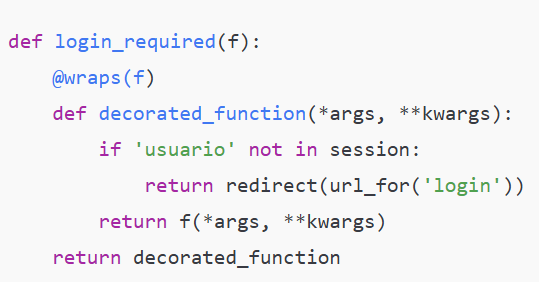 def login_required(f):
    @wraps(f)
    def decorated_function(*args, **kwargs):
        if 'usuario' not in session:
            return redirect(url_for('login'))
        return f(*args, **kwargs)
    return decorated_function